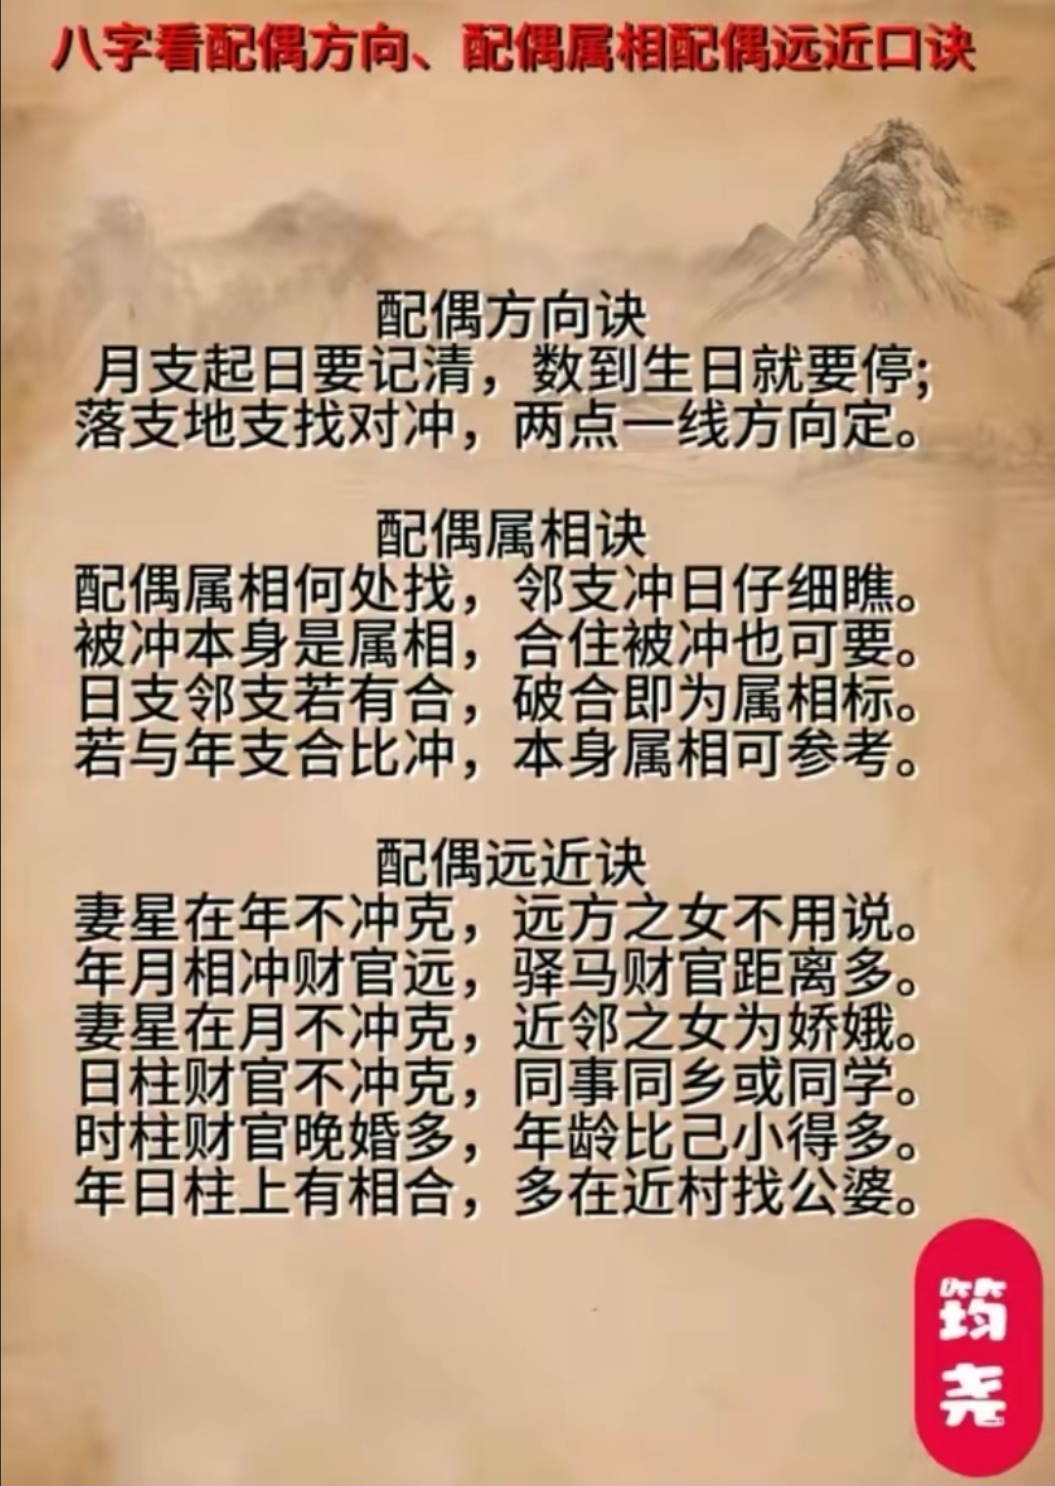 八字看配偶方向、配偶属相配偶远近口诀
配偶方向诀
月支起日要记清，数到生日就要停;
落支地支找对冲，两点一线方向定。
配偶属相诀
配偶属相何处找，邻支冲日仔细瞧。
被冲本身是属相，合住被冲也可要。
日支邻支若有合，破合即为属相标。
若与年支合比冲，本身属相可参考。
配偶远近诀
妻星在年不冲克，远方之女不用说。
年月相冲财官远，驿马财官距离多。
妻星在月不冲克，近邻之女为娇娥。
日柱财官不冲克，同事同乡或同学。
时柱财官晚婚多，年龄比己小得多。
年日柱上有相合，多在近村找公婆。
筠
尧